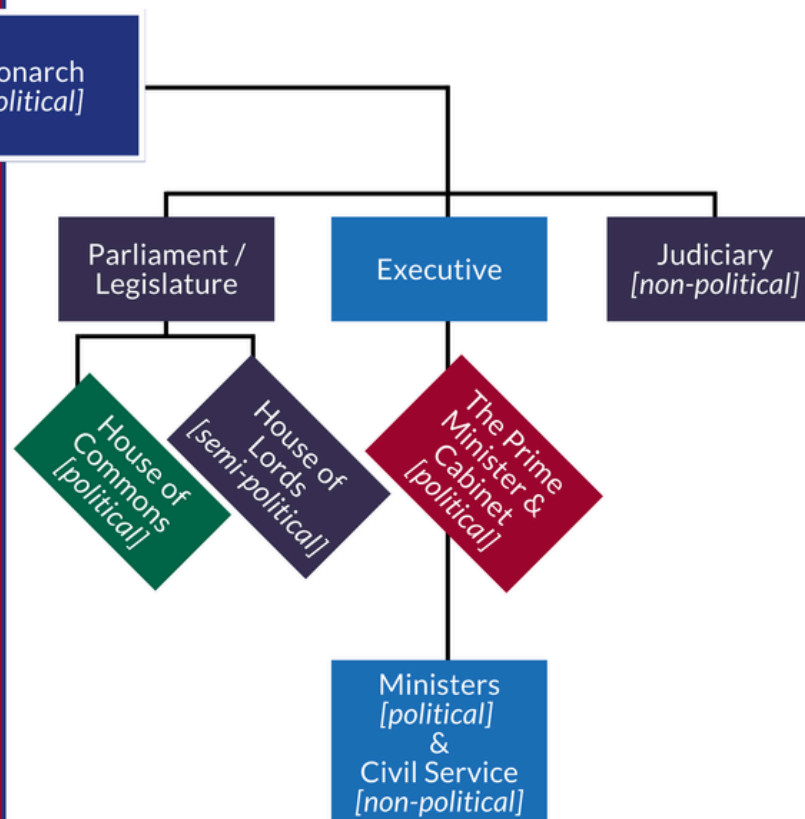 onarch
olitical]
Parliament /
Legislature
Executive
Judiciary
[non-political]
House of
Commons
[political]
House of
Lords
[semi-political]
The Prime
Minister &
Cabinet
[political]
Ministers
[political]
&
Civil Service
[non-political]